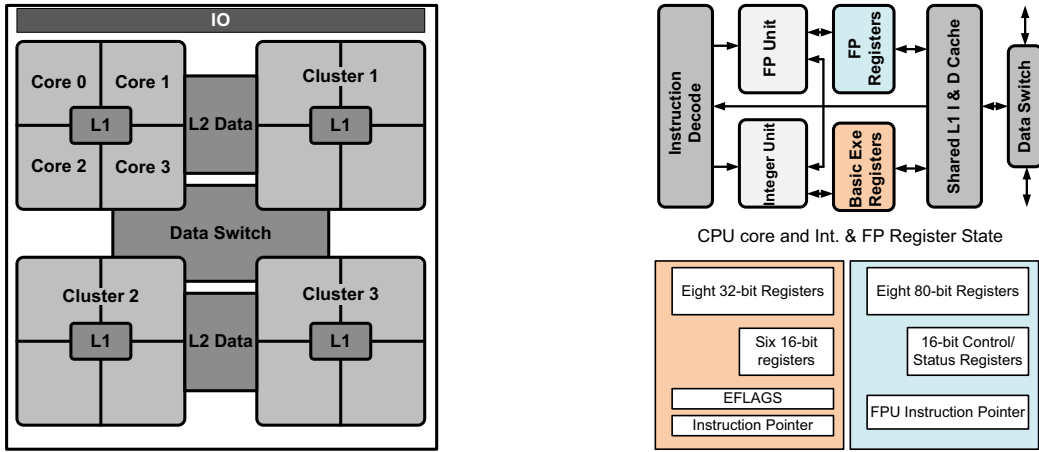 IO
Core 0
Core 1
L1
Core 2
Core 3
L2 Data
Cluster 1
L1
Data Switch
Cluster 2
L1
L2 Data
Cluster 3
L1
Instruction
Decode
FP Unit
FP
Registers
Integer Unit
Basic Exe
Registers
Shared L1 I & D Cache
Data Switch
CPU core and Int. & FP Register State
Eight 32-bit Registers
Six 16-bit
registers
EFLAGS
Instruction Pointer
Eight 80-bit Registers
16-bit Control/
Status Registers
FPU Instruction Pointer